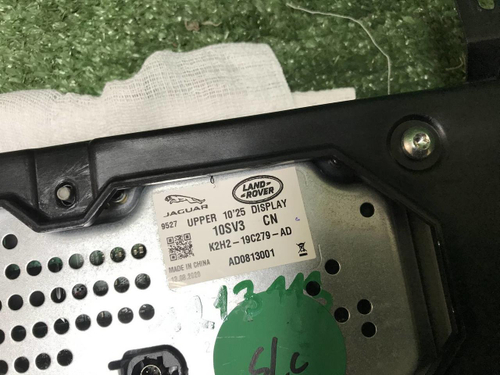 JAGUAR
LAND-
ROVER
9527 UPPER 10'25 DISPLAY
10SV3 CN
K2H2-19C279-AD
AD0813001
MADE IN CHINA